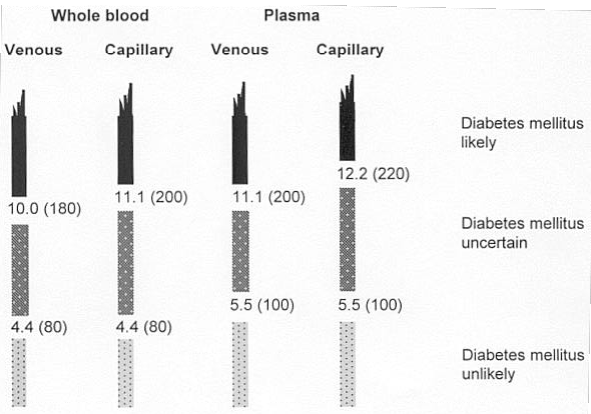 Whole blood Plasma
Venous Capillary Venous Capillary
Diabetes mellitus
likely
12.2 (220)
10.0 (180) 11.1 (200) 11.1 (200)
Diabetes mellitus
uncertain
5.5 (100) 5.5 (100)
4.4 (80) 4.4 (80)
Diabetes mellitus
unlikely